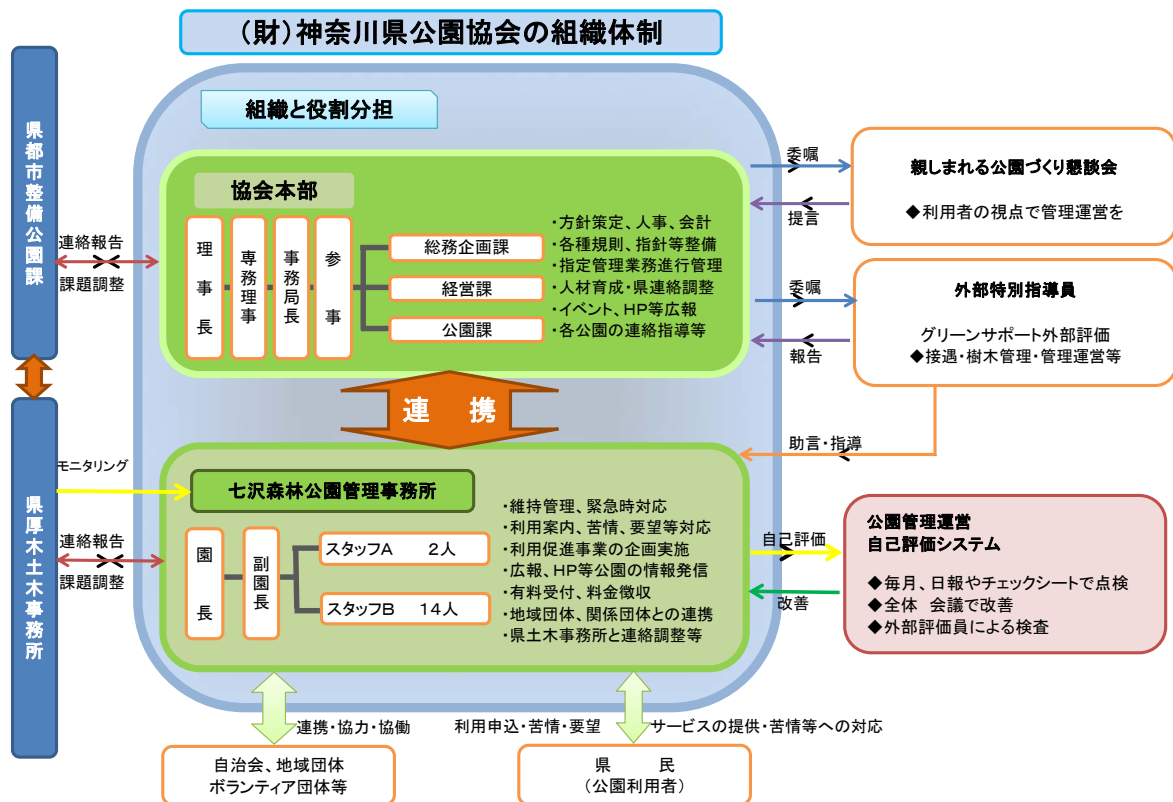 （財）神奈川県公園協会の組織体制
組織と役割分担
県都市整備公園課
連絡報告
課題調整
協会本部
理事長
専務理事
事務局長
参事
総務企画課
経営課
公園課
・方針策定、人事、会計
・各種規則、指針等整備
・指定管理業務進行管理
・人材育成・県連絡調整
・イベント、HP等広報
・各公園の連絡指導等
委嘱
提言
親しまれる公園づくり懇談会
◆利用者の視点で管理運営を
委嘱
報告
外部特別指導員
グリーンサポート外部評価
◆接遇・樹木管理・管理運営等
助言・指導
連　携
県厚木土木事務所
モニタリング
連絡報告
課題調整
七沢森林公園管理事務所
園長
副園長
スタッフA　2人
スタッフB　14人
・維持管理、緊急時対応
・利用案内、苦情、要望等対応
・利用促進事業の企画実施
・広報、HP等公園の情報発信
・有料受付、料金徴収
・地域団体、関係団体との連携
・県土木事務所と連絡調整等
自己評価
改善
公園管理運営
自己評価システム
◆毎月、日報やチェックシートで点検
◆全体　会議で改善
◆外部評価員による検査
連携・協力・協働
利用申込・苦情・要望
サービスの提供・苦情等への対応
自治会、地域団体
ボランティア団体等
県　　民
（公園利用者）